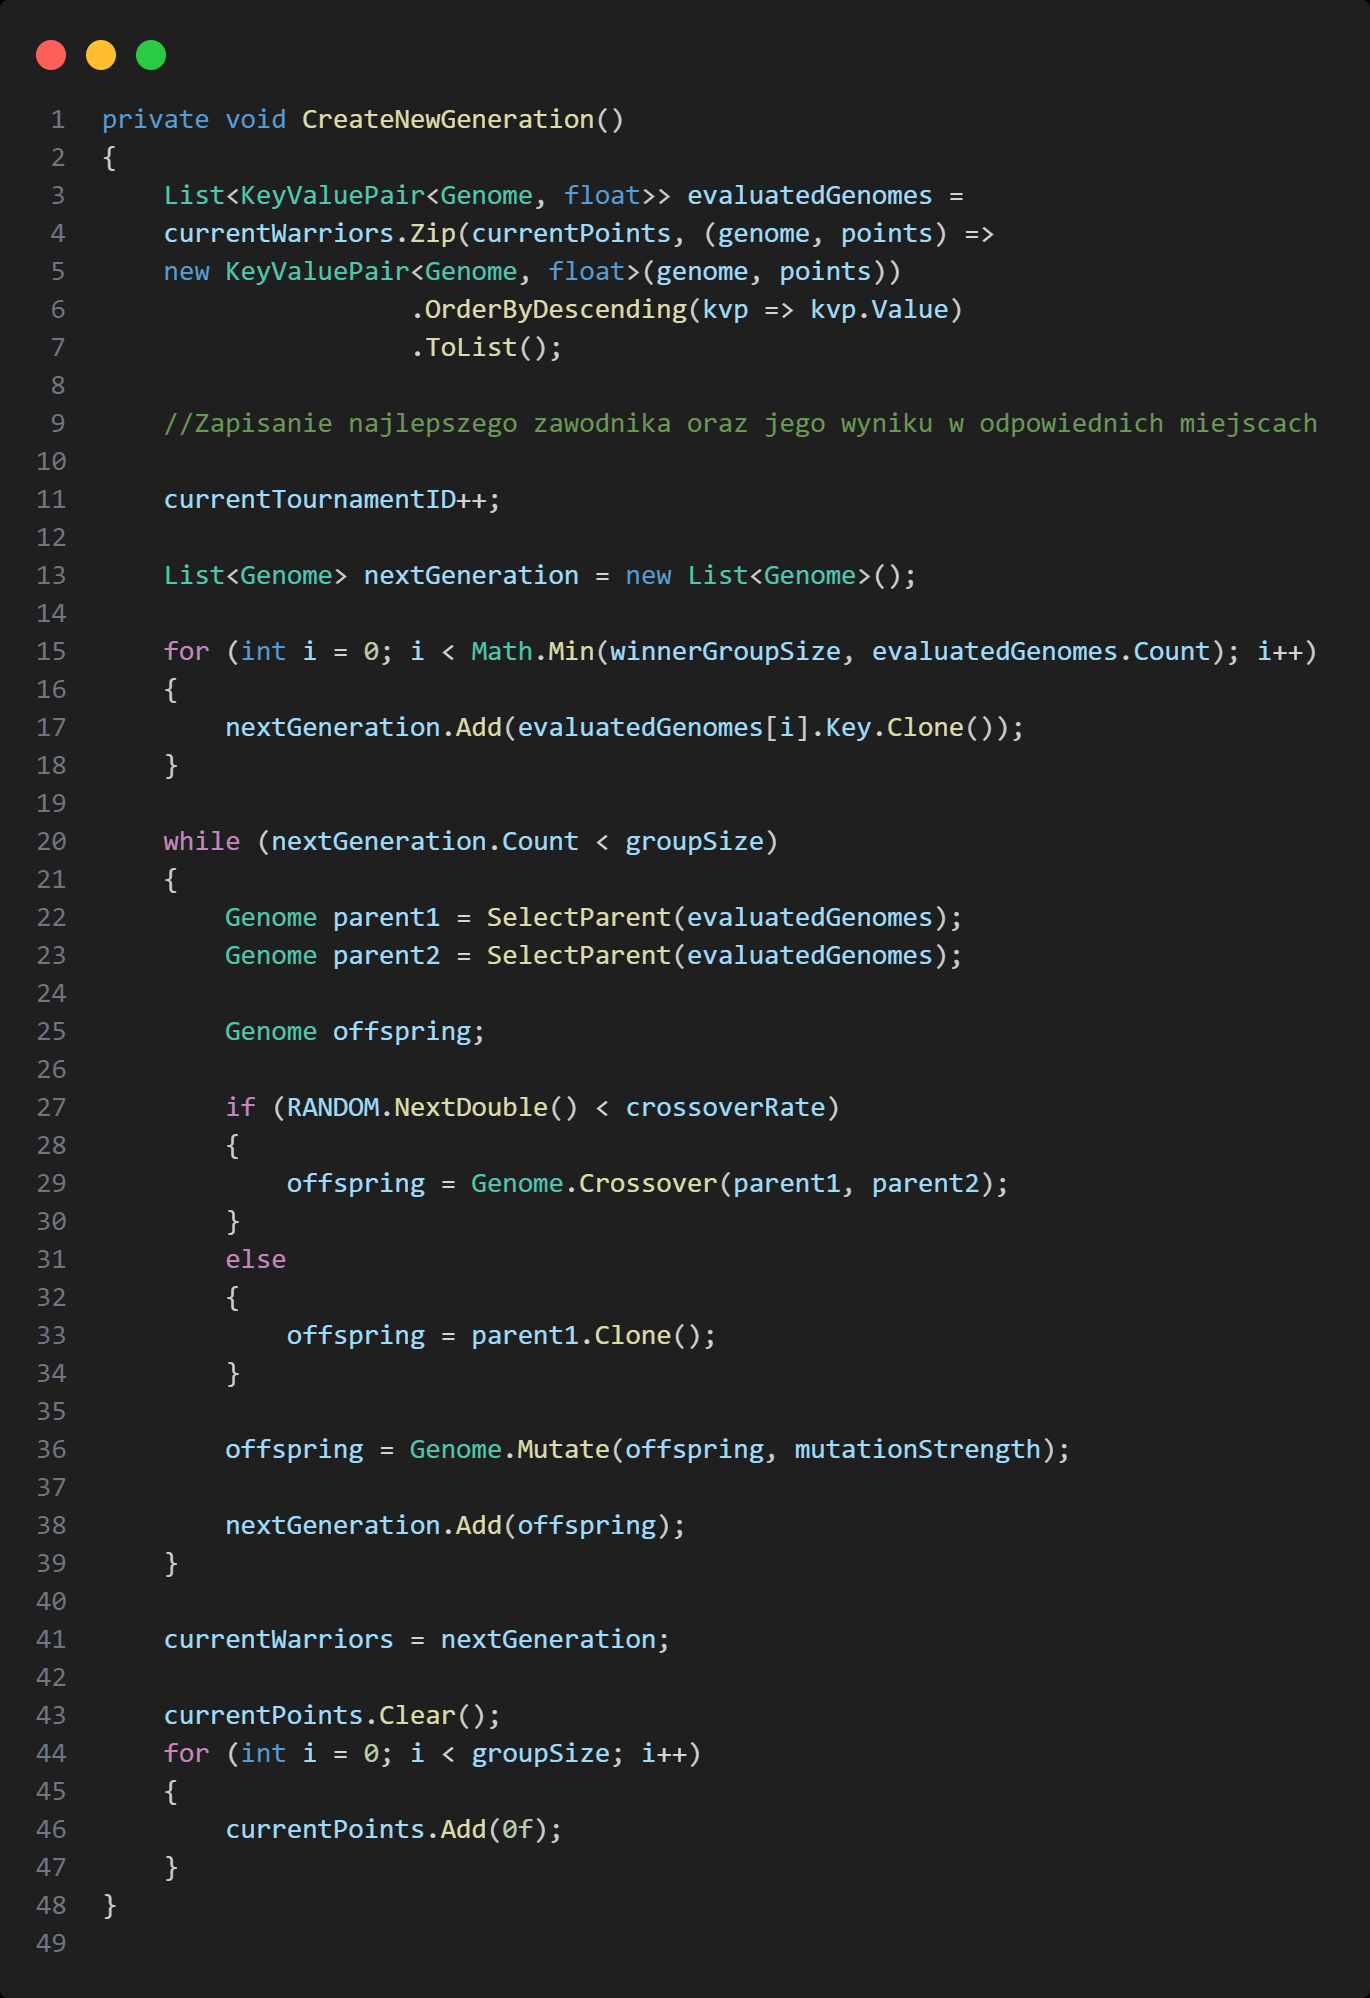 1 private void CreateNewGeneration()
2 {
3     List<KeyValuePair<Genome, float>> evaluatedGenomes =
4     currentWarriors.Zip(currentPoints, (genome, points) =>
5     new KeyValuePair<Genome, float>(genome, points))
6                     .OrderByDescending(kvp => kvp.Value)
7                     .ToList();
8
9     //Zapisanie najlepszego zawodnika oraz jego wyniku w odpowiednich miejscach
10
11     currentTournamentID++;
12
13     List<Genome> nextGeneration = new List<Genome>();
14
15     for (int i = 0; i < Math.Min(winnerGroupSize, evaluatedGenomes.Count); i++)
16     {
17         nextGeneration.Add(evaluatedGenomes[i].Key.Clone());
18     }
19
20     while (nextGeneration.Count < groupSize)
21     {
22         Genome parent1 = SelectParent(evaluatedGenomes);
23         Genome parent2 = SelectParent(evaluatedGenomes);
24
25         Genome offspring;
26
27         if (RANDOM.NextDouble() < crossoverRate)
28         {
29             offspring = Genome.Crossover(parent1, parent2);
30         }
31         else
32         {
33             offspring = parent1.Clone();
34         }
35
36         offspring = Genome.Mutate(offspring, mutationStrength);
37
38         nextGeneration.Add(offspring);
39     }
40
41     currentWarriors = nextGeneration;
42
43     currentPoints.Clear();
44     for (int i = 0; i < groupSize; i++)
45     {
46         currentPoints.Add(0f);
47     }
48 }
49